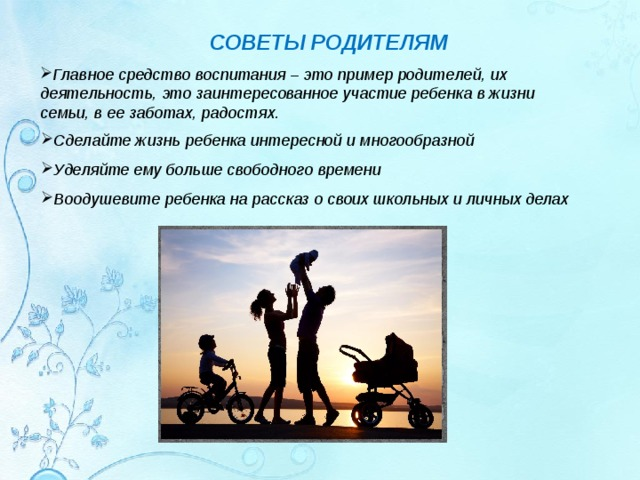 СОВЕТЫ РОДИТЕЛЯМ
➢Главное средство воспитания – это пример родителей, их
деятельность, это заинтересованное участие ребенка в жизни
семьи, в ее заботах, радостях.
➢Сделайте жизнь ребенка интересной и многообразной
➢Уделяйте ему больше свободного времени
➢Воодушевите ребенка на рассказ о своих школьных и личных делах